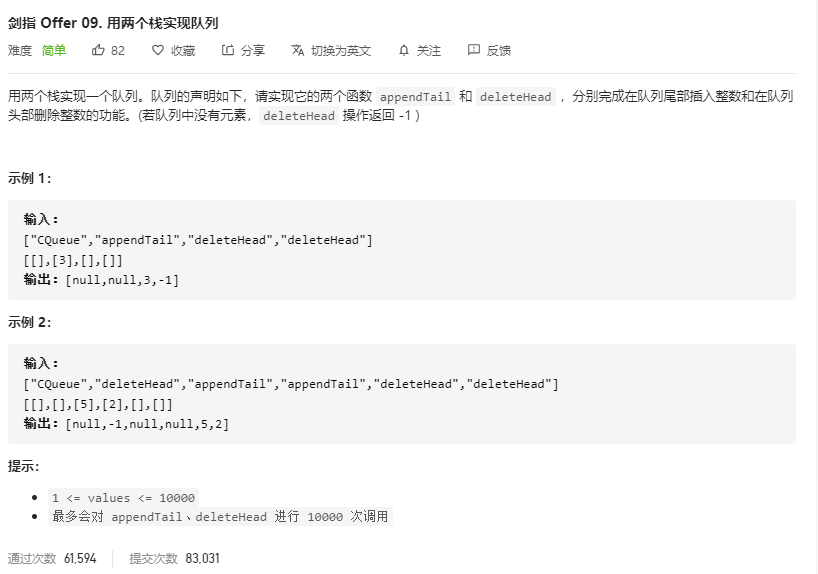 剑指 Offer 09. 用两个栈实现队列
难度 简单 82 收藏 分享 切换为英文 关注 反馈
用两个栈实现一个队列。队列的声明如下，请实现它的两个函数 appendTail 和 deleteHead ，分别完成在队列尾部插入整数和在队列
头部删除整数的功能。(若队列中没有元素，deleteHead 操作返回 -1 )
示例 1：
输入：
["CQueue","appendTail","deleteHead","deleteHead"]
[[],[3],[],[]]
输出：[null,null,3,-1]
示例 2：
输入：
["CQueue","deleteHead","appendTail","appendTail","deleteHead","deleteHead"]
[[],[],[5],[2],[],[]]
输出：[null,-1,null,null,5,2]
提示：
1 <= values <= 10000
最多会对 appendTail、deleteHead 进行 10000 次调用
通过次数 61,594 提交次数 83,031